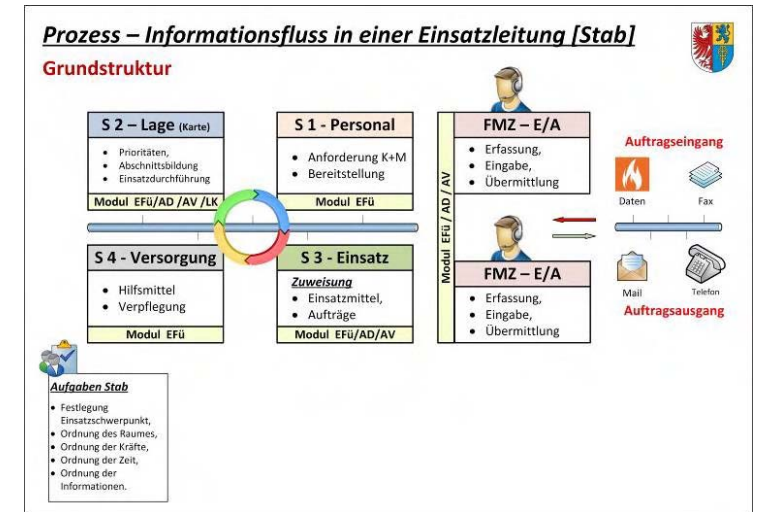 Prozess – Informationsfluss in einer Einsatzleitung [Stab]
Grundstruktur
S 2 – Lage (Karte)
• Prioritäten,
• Abschnittsbildung
• Einsatzdurchführung
Modul EFü/AD /AV /LK
S 1 - Personal
• Anforderung K+M
• Bereitstellung
Modul EFü
S 4 - Versorgung
• Hilfsmittel
• Verpflegung
Modul EFü
S 3 - Einsatz
Zuweisung
• Einsatzmittel,
• Aufträge
Modul EFü/AD/AV
Modul EFü / AD / AV
FMZ – E/A
• Erfassung,
• Eingabe,
• Übermittlung
FMZ – E/A
• Erfassung,
• Eingabe,
• Übermittlung
Auftragseingang
Daten
Fax
Mail
Telefon
Auftragsausgang
Aufgaben Stab
• Festlegung
Einsatzschwerpunkt,
• Ordnung des Raumes,
• Ordnung der Kräfte,
• Ordnung der Zeit,
• Ordnung der
Informationen.